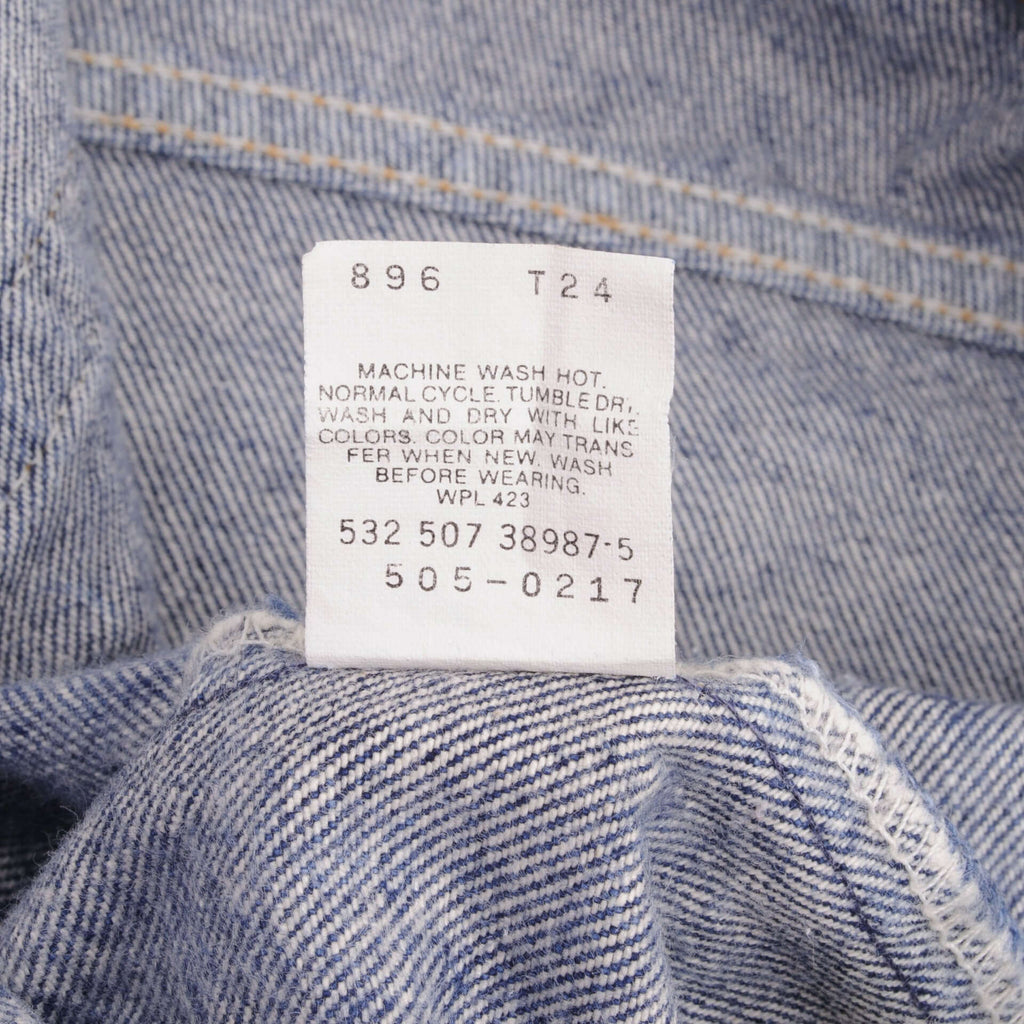 896 T24
MACHINE WASH HOT.
NORMAL CYCLE. TUMBLE DRY.
WASH AND DRY WITH LIKE
COLORS. COLOR MAY TRANS
FER WHEN NEW. WASH
BEFORE WEARING.
WPL 423
532 507 38987-5
505-0217